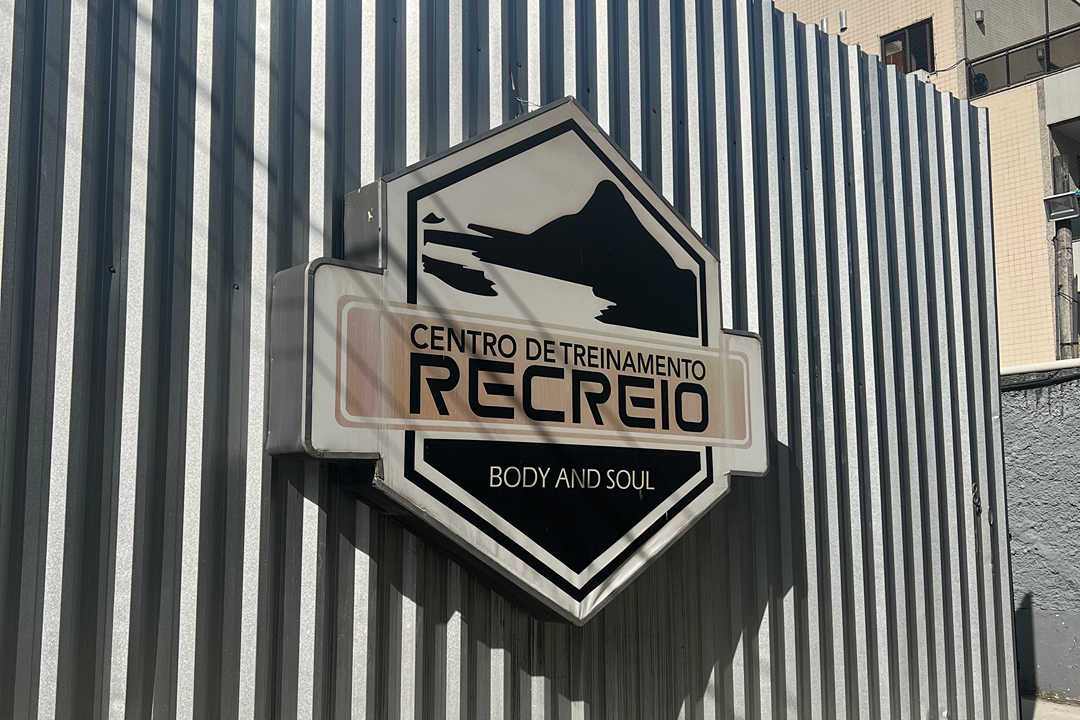 CENTRO DE TREINAMENTO
RECREIO
BODY AND SOUL